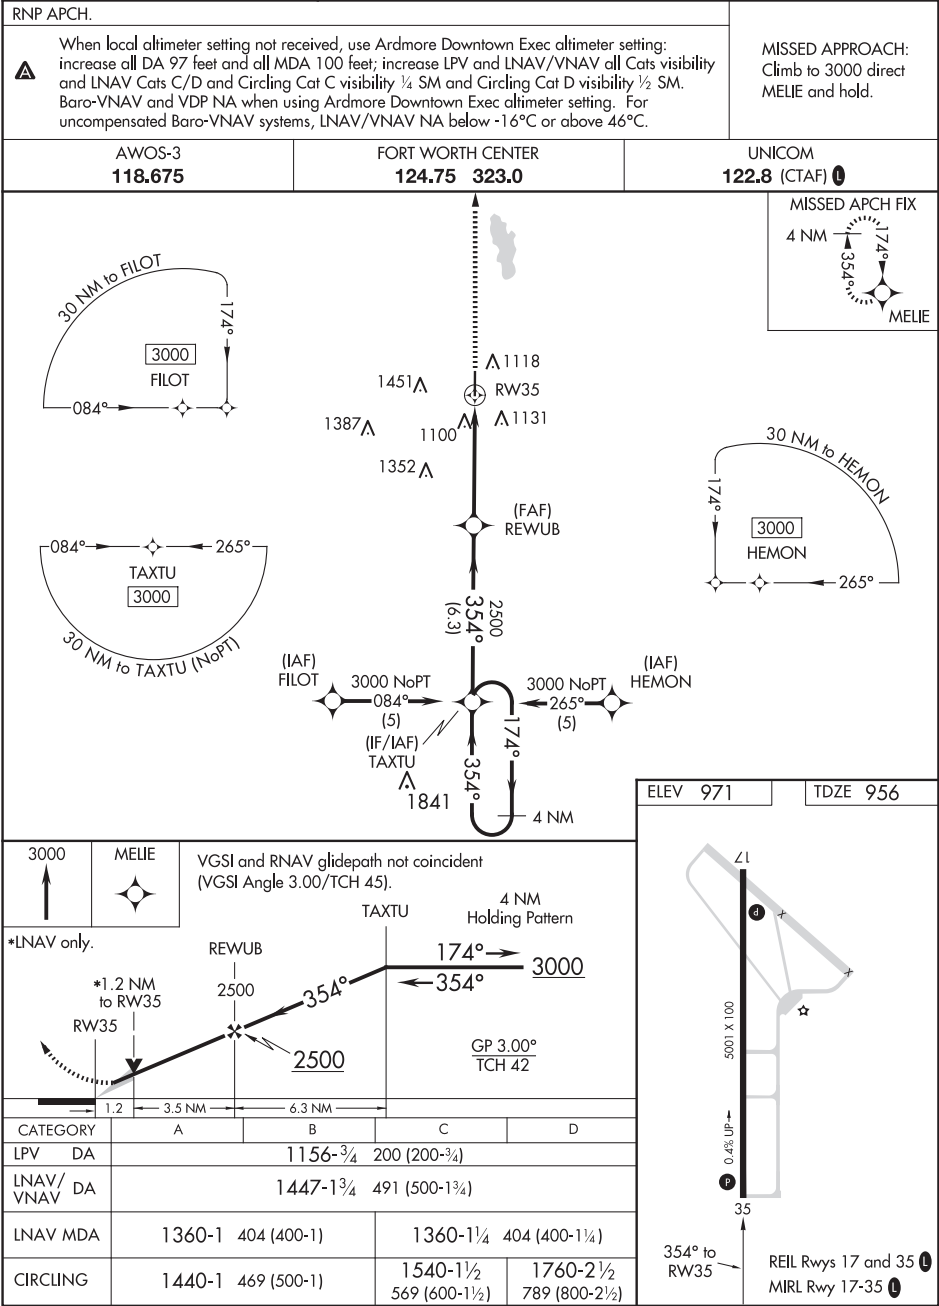 RNP APCH.
When local altimeter setting not received, use Ardmore Downtown Exec altimeter setting:
increase all DA 97 feet and all MDA 100 feet; increase LPV and LNAV/VNAV all Cats visibility
and LNAV Cats C/D and Circling Cat C visibility ¼ SM and Circling Cat D visibility ½ SM.
Baro-VNAV and VDP NA when using Ardmore Downtown Exec altimeter setting. For
uncompensated Baro-VNAV systems, LNAV/VNAV NA below -16°C or above 46°C.
A
MISSED APPROACH:
Climb to 3000 direct
MELIE and hold.
AWOS-3
118.675
FORT WORTH CENTER
124.75 323.0
UNICOM
122.8 (CTAF) L
MISSED APCH FIX
4 NM
174°
354°
MELIE
30 NM to FILOT
174°
3000
FILOT
084°
1118
1451
RW35
1387
1100
1131
1352
30 NM to HEMON
174°
3000
HEMON
265°
(FAF)
REWUB
084°
265°
TAXTU
3000
30 NM to TAXTU (NoPT)
2500
354°
(6.3)
(IAF)
FILOT
3000 NoPT
084°
(5)
(IAF)
HEMON
3000 NoPT
265°
(5)
(IF/IAF)
TAXTU
174°
354°
1841
4 NM
ELEV 971
TDZE 956
3000
MELIE
VGSI and RNAV glidepath not coincident
(VGSI Angle 3.00/TCH 45).
*LNAV only.
TAXTU
4 NM
Holding Pattern
REWUB
174°
354°
3000
*1.2 NM
to RW35
2500
354°
RW35
2500
GP 3.00°
TCH 42
1.2
3.5 NM
6.3 NM
17
P
X
X
5001 X 100
0.4% UP
P
35
354° to
RW35
REIL Rwys 17 and 35 L
MIRL Rwy 17-35 L
CATEGORY A B C D
LPV DA 1156-¾ 200 (200-¾)
LNAV/
VNAV DA 1447-1¾ 491 (500-1¾)
LNAV MDA 1360-1 404 (400-1) 1360-1¼ 404 (400-1¼)
CIRCLING 1440-1 469 (500-1) 1540-1½ 1760-2½
569 (600-1½) 789 (800-2½)